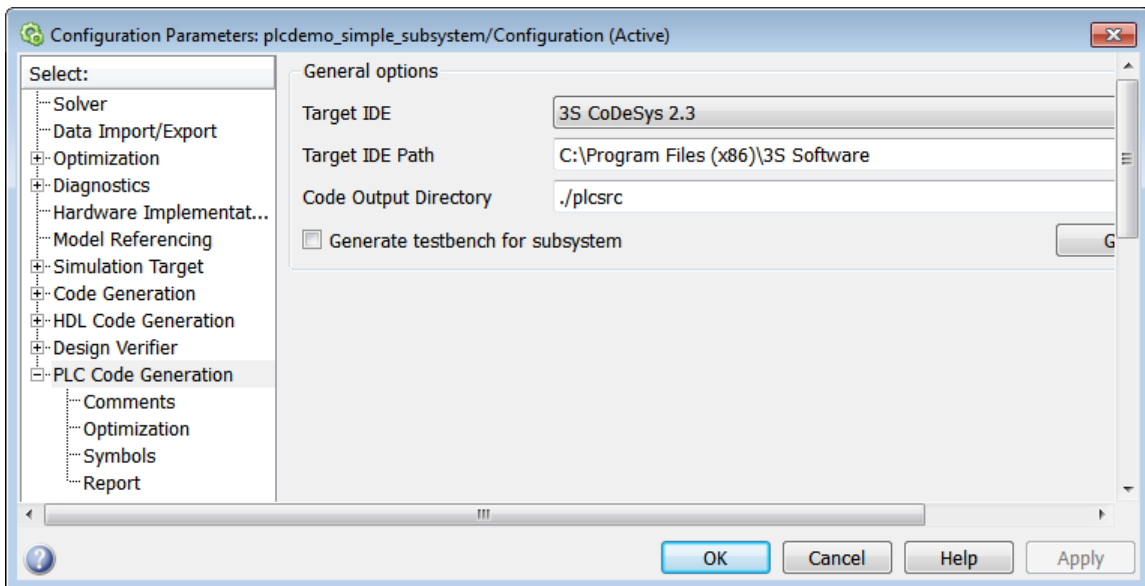 Configuration Parameters: plcdemo_simple_subsystem/Configuration (Active)
Select:
Solver
Data Import/Export
Optimization
Diagnostics
Hardware Implementat...
Model Referencing
Simulation Target
Code Generation
HDL Code Generation
Design Verifier
PLC Code Generation
Comments
Optimization
Symbols
Report
General options
Target IDE
3S CoDeSys 2.3
Target IDE Path
C:\Program Files (x86)\3S Software
Code Output Directory
./plcsrc
Generate testbench for subsystem
G
OK
Cancel
Help
Apply